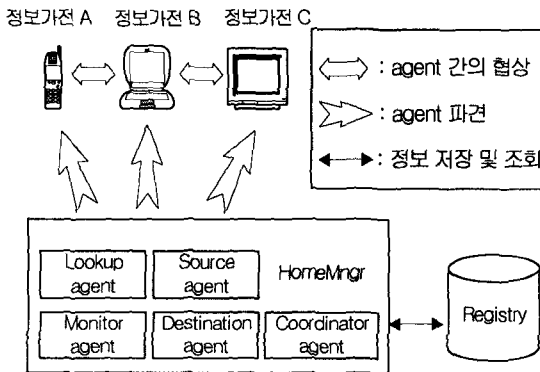 정보가전 A 정보가전 B 정보가전 C
: agent 간의 협상
: agent 파견
: 정보 저장 및 조회
Lookup
agent
Source
agent
HomeMngr
Monitor
agent
Destination
agent
Coordinator
agent
Registry